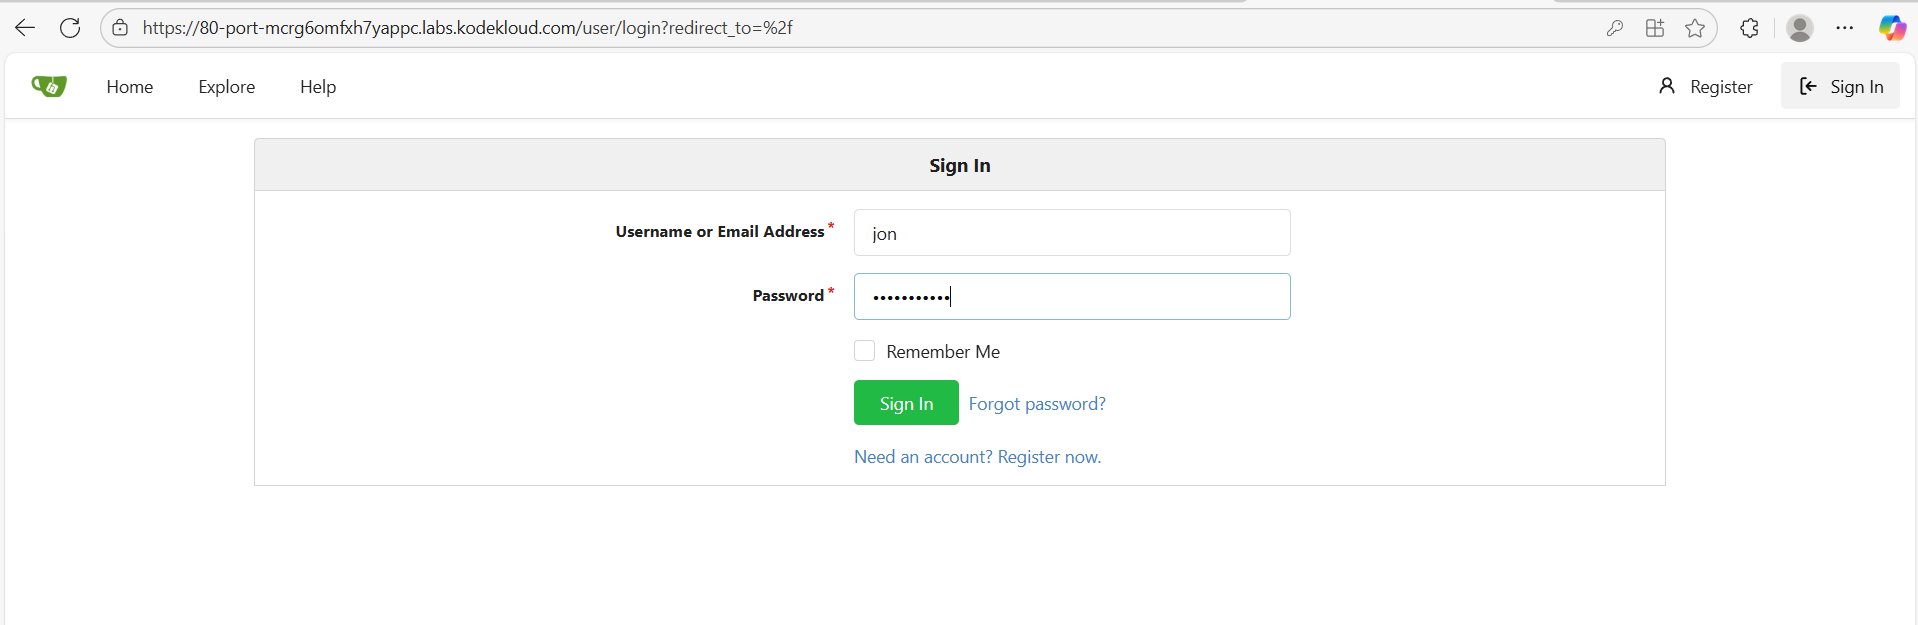 https://80-port-mcrg6omfxh7yappc.labs.kodekloud.com/user/login?redirect_to=%2f
Home Explore Help Register Sign In
Sign In
Username or Email Address* jon
Password* •••••••••••
Remember Me
Sign In Forgot password?
Need an account? Register now.